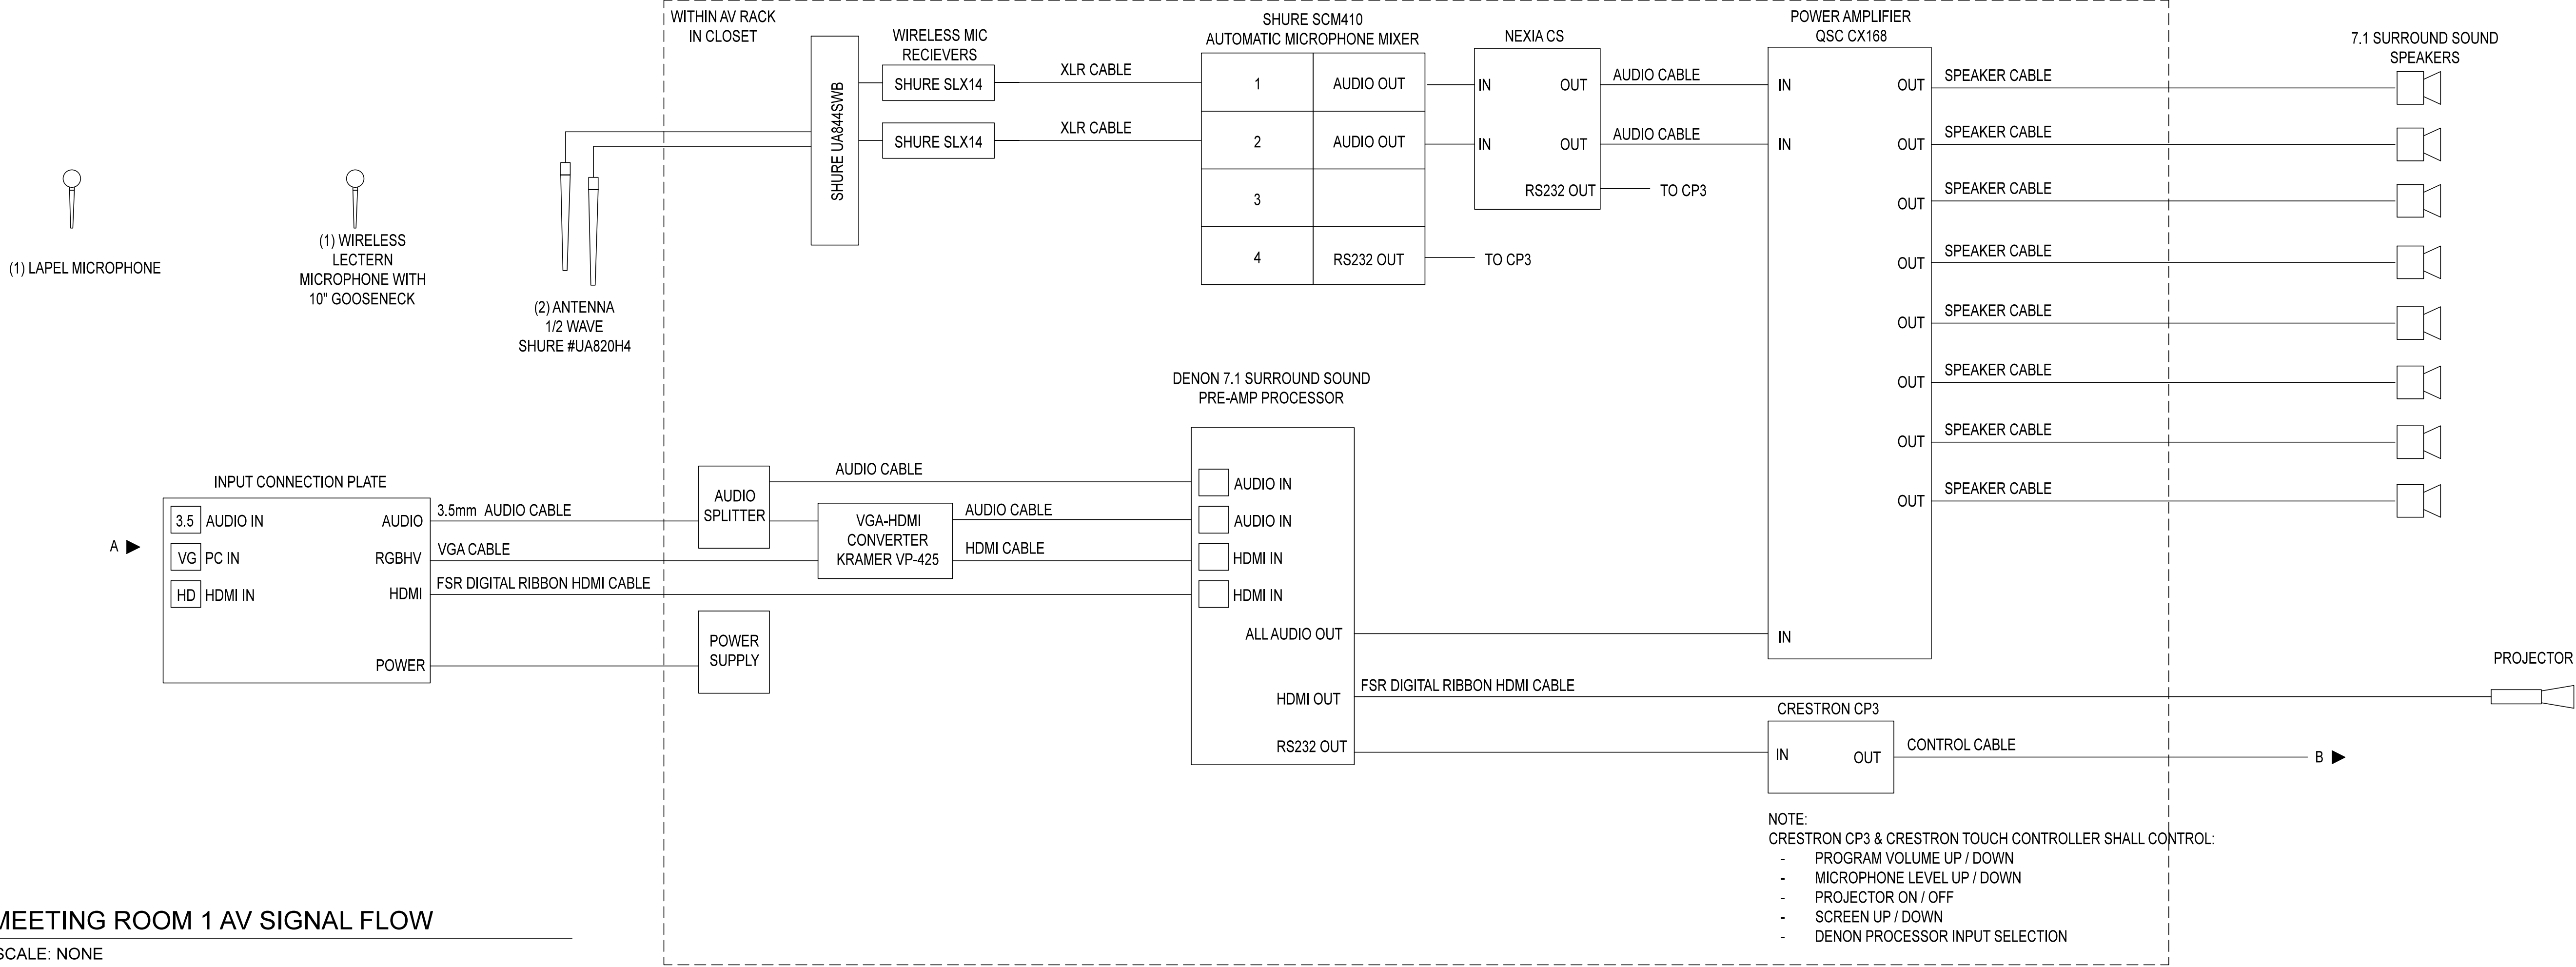 WITHIN AV RACK
IN CLOSET
WIRELESS MIC
RECIEVERS
SHURE UA844SWB
SHURE SLX14
SHURE SLX14
XLR CABLE
XLR CABLE
SHURE SCM410
AUTOMATIC MICROPHONE MIXER
1 AUDIO OUT
2 AUDIO OUT
3
4 RS232 OUT
TO CP3
NEXIA CS
IN OUT
IN OUT
RS232 OUT
TO CP3
AUDIO CABLE
AUDIO CABLE
POWER AMPLIFIER
QSC CX168
IN OUT
IN OUT
OUT
OUT
OUT
OUT
OUT
OUT
IN
SPEAKER CABLE
SPEAKER CABLE
SPEAKER CABLE
SPEAKER CABLE
SPEAKER CABLE
SPEAKER CABLE
SPEAKER CABLE
SPEAKER CABLE
7.1 SURROUND SOUND
SPEAKERS
(1) LAPEL MICROPHONE
(1) WIRELESS
LECTERN
MICROPHONE WITH
10" GOOSENECK
(2) ANTENNA
1/2 WAVE
SHURE #UA820H4
INPUT CONNECTION PLATE
A
3.5 AUDIO IN AUDIO
VG PC IN RGBHV
HD HDMI IN HDMI
POWER
3.5mm AUDIO CABLE
VGA CABLE
FSR DIGITAL RIBBON HDMI CABLE
AUDIO
SPLITTER
POWER
SUPPLY
AUDIO CABLE
VGA-HDMI
CONVERTER
KRAMER VP-425
AUDIO CABLE
HDMI CABLE
DENON 7.1 SURROUND SOUND
PRE-AMP PROCESSOR
AUDIO IN
AUDIO IN
HDMI IN
HDMI IN
ALL AUDIO OUT
HDMI OUT
RS232 OUT
FSR DIGITAL RIBBON HDMI CABLE
PROJECTOR
CRESTRON CP3
IN OUT
CONTROL CABLE
B
NOTE:
CRESTRON CP3 & CRESTRON TOUCH CONTROLLER SHALL CONTROL:
- PROGRAM VOLUME UP / DOWN
- MICROPHONE LEVEL UP / DOWN
- PROJECTOR ON / OFF
- SCREEN UP / DOWN
- DENON PROCESSOR INPUT SELECTION
MEETING ROOM 1 AV SIGNAL FLOW
SCALE: NONE